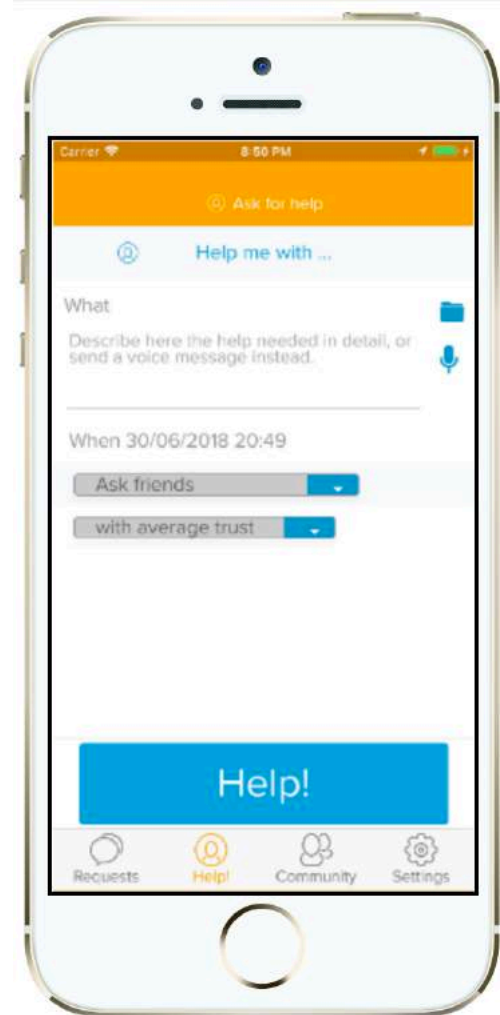 Carrier 8:50 PM
Ask for help
Help me with ...
What
Describe here the help needed in detail, or
send a voice message instead.
When 30/06/2018 20:49
Ask friends
with average trust
Help!
Requests Help! Community Settings